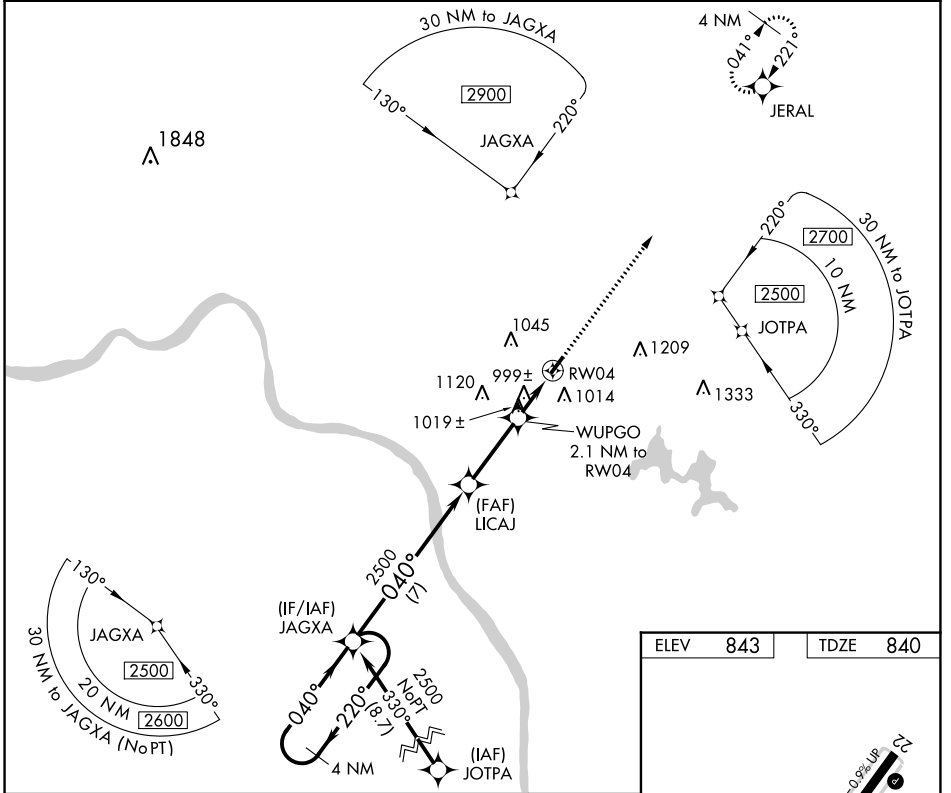 30 NM to JAGXA
2900
130°
220°
JAGXA
4 NM
041°
221°
JERAL
1848
220°
2700
30 NM to JOTPA
10 NM
2500
JOTPA
330°
1045
1209
RW04
1120
999±
1014
1333
1019±
WUPGO
2.1 NM to
RW04
(FAF)
LICAJ
2500
040°
(7)
(IF/IAF)
JAGXA
130°
JAGXA
2500
330°
20 NM
2600
30 NM to JAGXA (NoPT)
040°
220°
4 NM
2500
NoPT
330°
(8.7)
(IAF)
JOTPA
ELEV 843
TDZE 840
22
0.9% UP
P